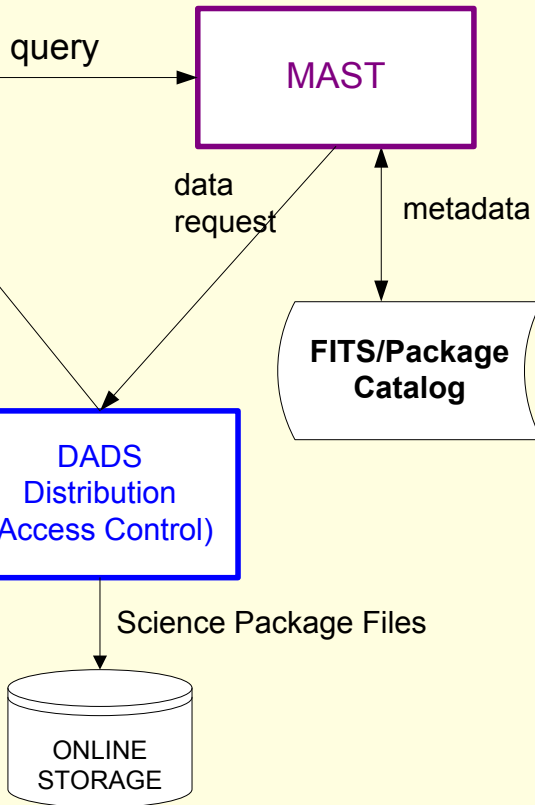 query
MAST
data
request
metadata
FITS/Package
Catalog
DADS
Distribution
Access Control)
Science Package Files
ONLINE
STORAGE